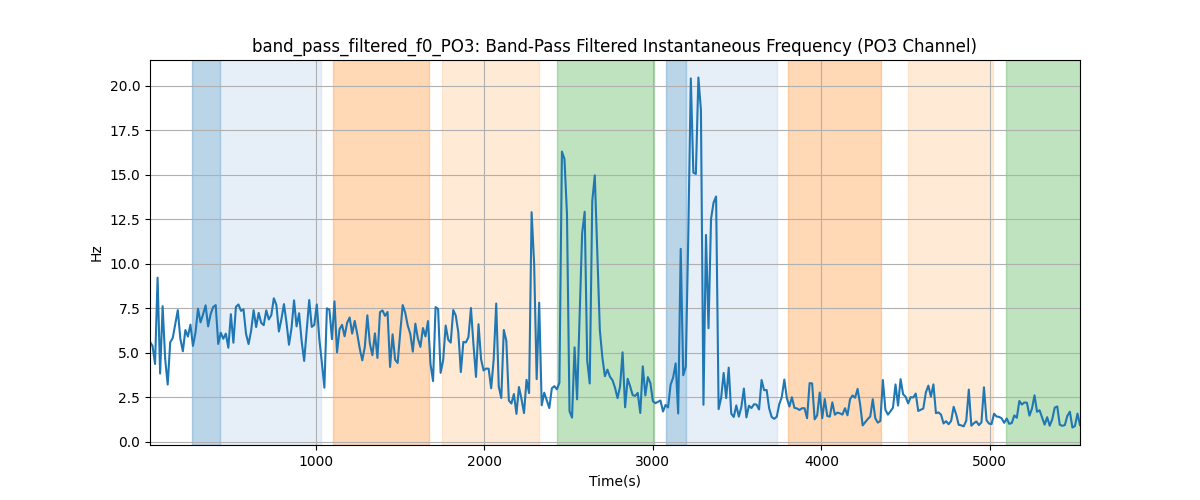 band_pass_filtered_f0_PO3: Band-Pass Filtered Instantaneous Frequency (PO3 Channel)
20.0
17.5
15.0
12.5
10.0
7.5
5.0
2.5
0.0
Hz
1000 2000 3000 4000 5000
Time(s)